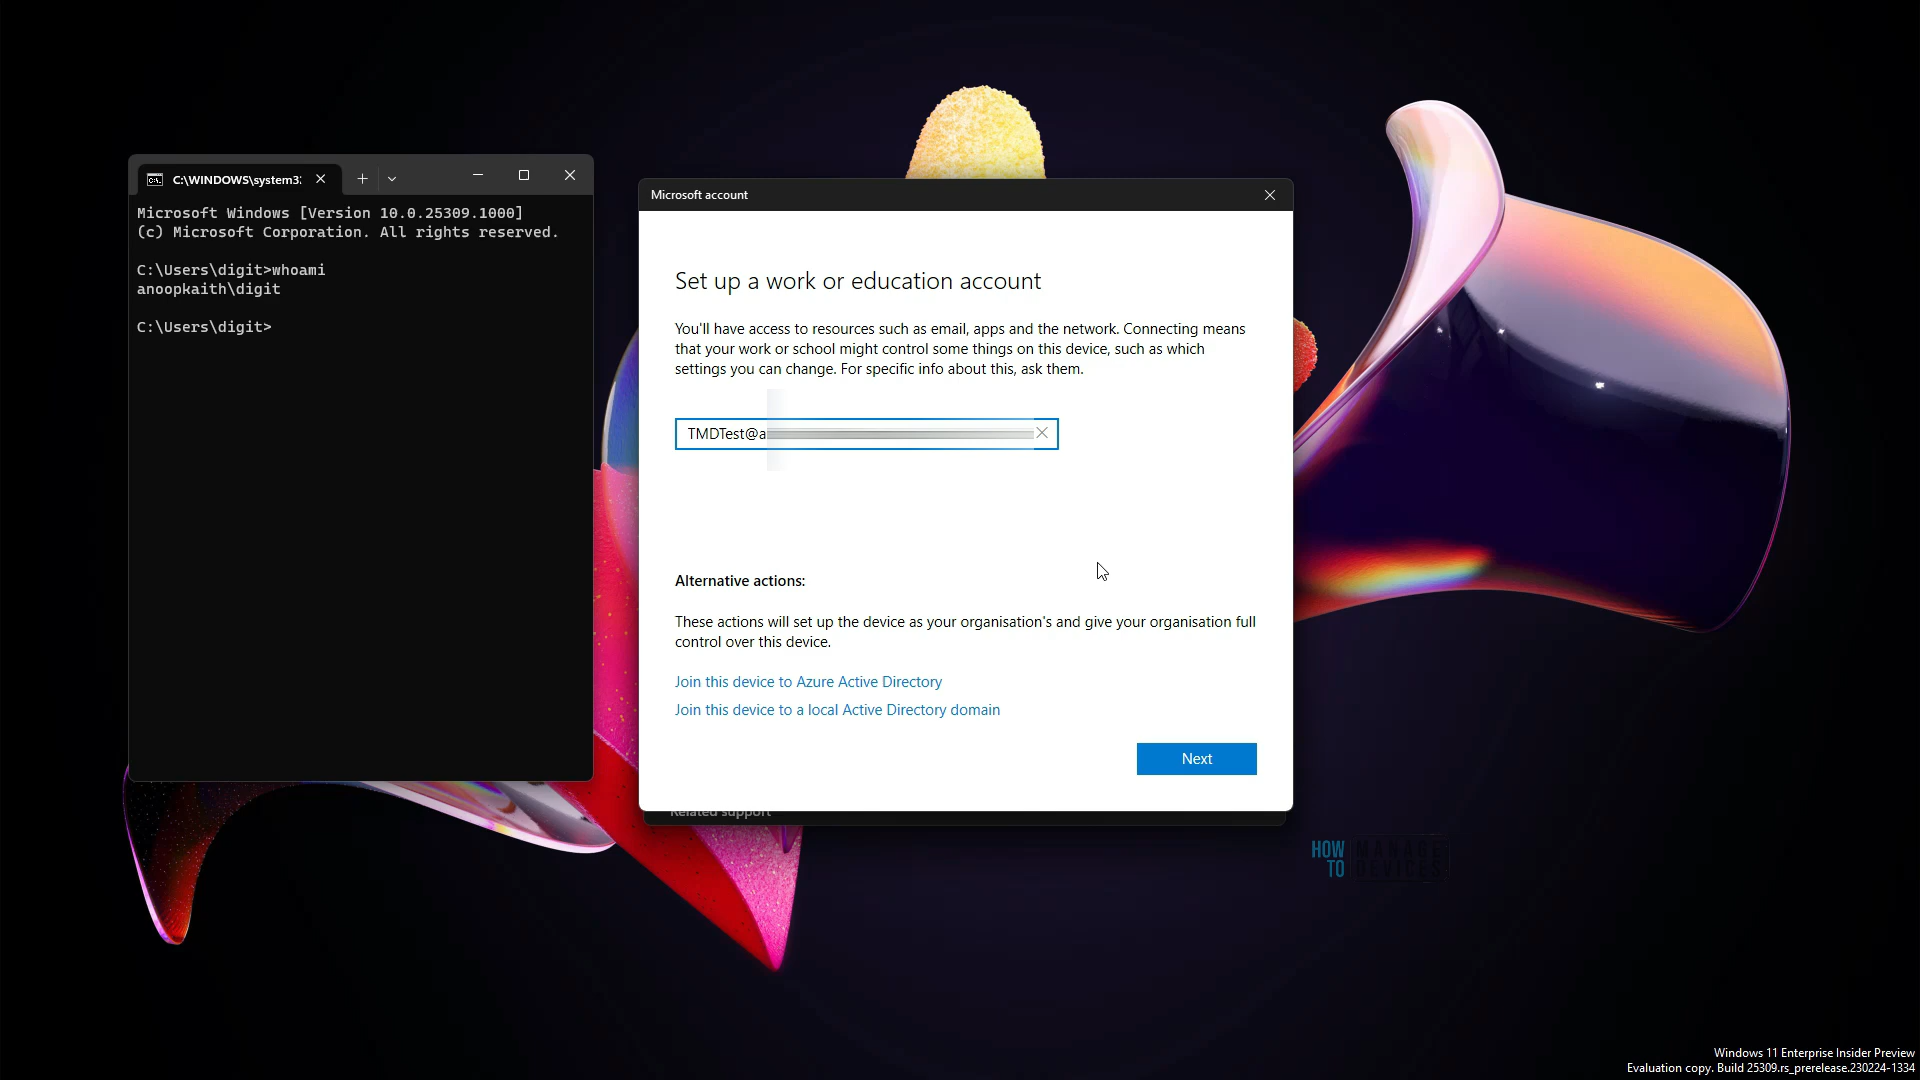 C:\WINDOWS\system3
Microsoft Windows [Version 10.0.25309.1000]
(c) Microsoft Corporation. All rights reserved.
C:\Users\digit>whoami
anoopkaith\digit
C:\Users\digit>
Microsoft account
Set up a work or education account
You'll have access to resources such as email, apps and the network. Connecting means
that your work or school might control some things on this device, such as which
settings you can change. For specific info about this, ask them.
TMDTest@a
Alternative actions:
These actions will set up the device as your organisation's and give your organisation full
control over this device.
Join this device to Azure Active Directory
Join this device to a local Active Directory domain
Next
Related support
HOW MANAGE
TO DEVICES
Windows 11 Enterprise Insider Preview
Evaluation copy. Build 25309.rs_prerelease.230224-1334